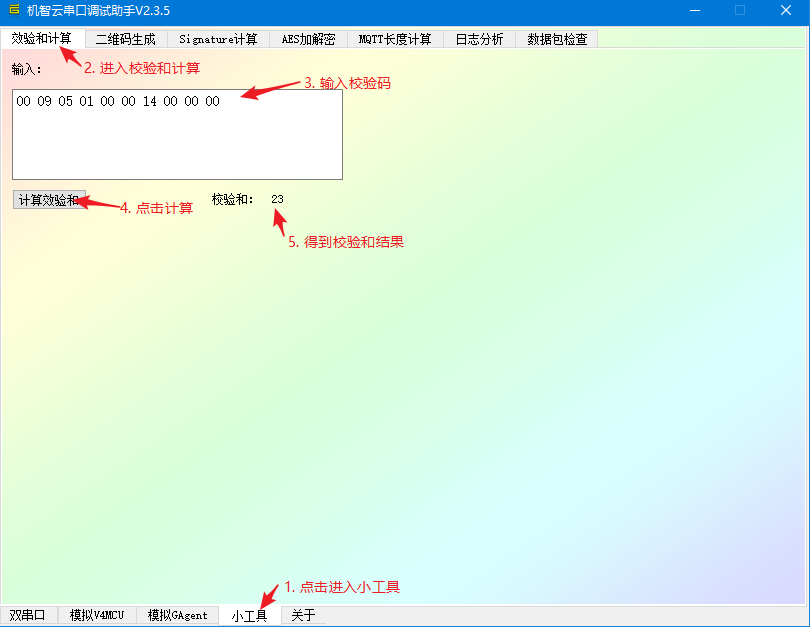 机智云串口调试助手V2.3.5
效验和计算 二维码生成 Signature计算 AES加解密 MQTT长度计算 日志分析 数据包检查
输入： 2. 进入校验和计算
3. 输入校验码
00 09 05 01 00 00 14 00 00 00
计算效验和 校验和： 23
4. 点击计算
5. 得到校验和结果
1. 点击进入小工具
双串口 模拟V4MCU 模拟GAgent 小工具 关于